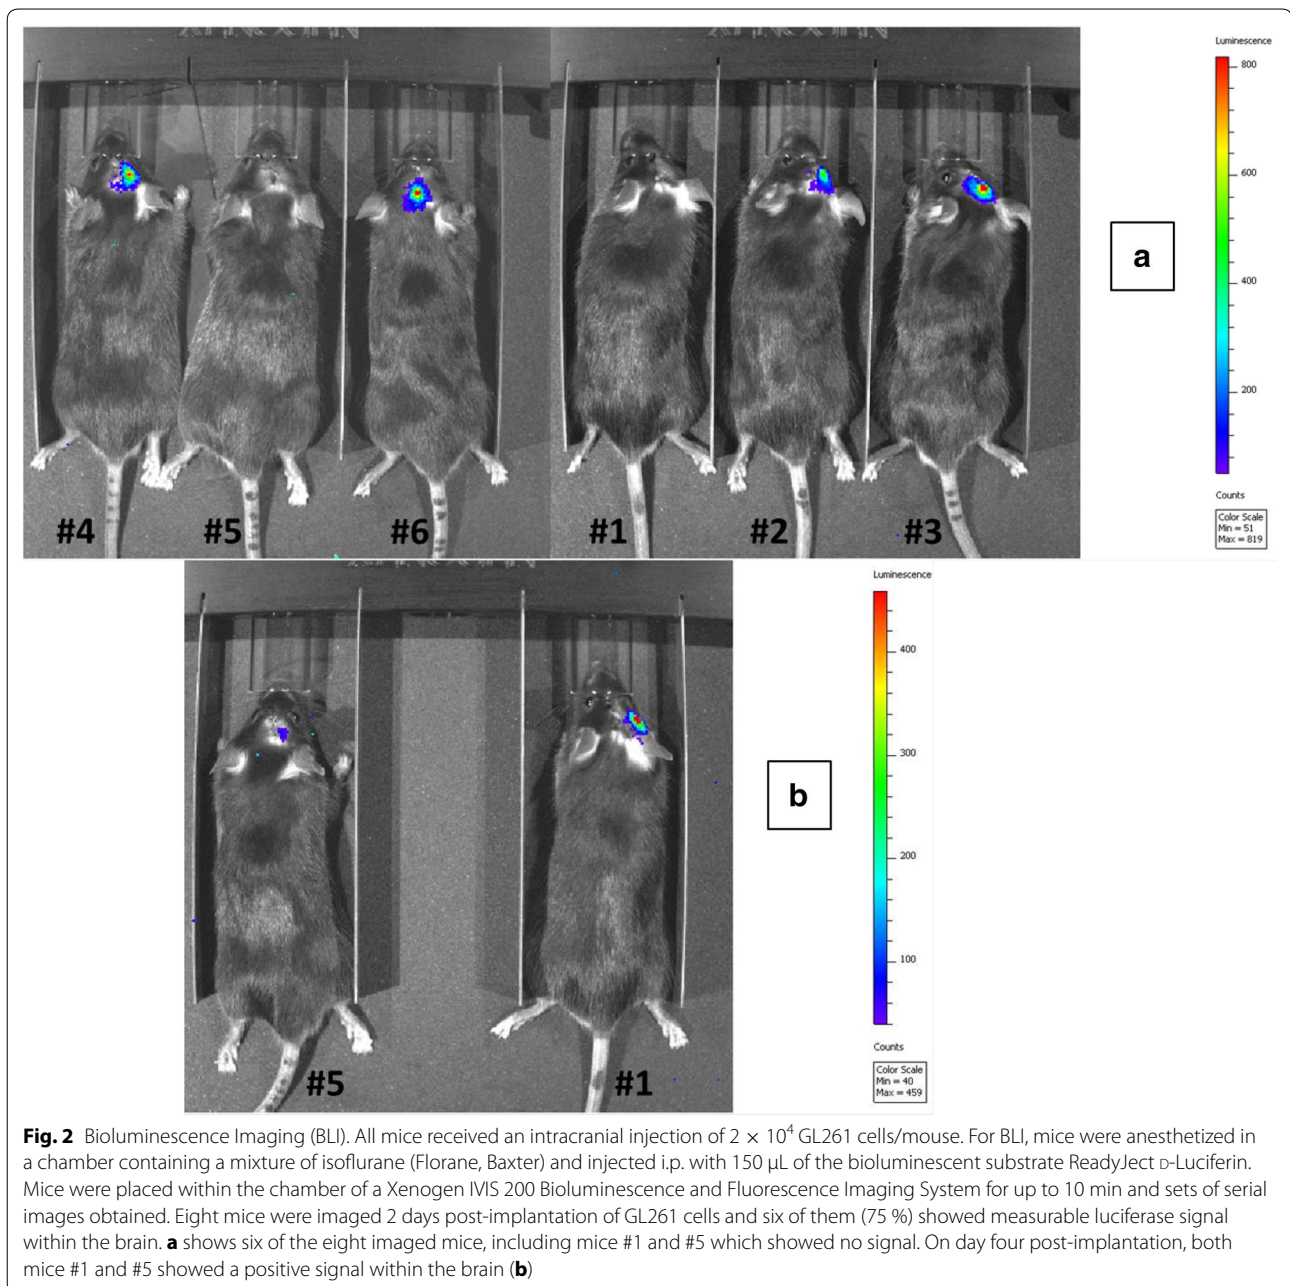 Luminescence
800
600
a
400
200
Counts
Color Scale
Min = 51
Max = 819
#4 #5 #6 #1 #2 #3
Luminescence
400
300
b
200
100
Counts
Color Scale
Min = 40
Max = 459
#5 #1
Fig. 2 Bioluminescence Imaging (BLI). All mice received an intracranial injection of 2 × 10⁴ GL261 cells/mouse. For BLI, mice were anesthetized in
a chamber containing a mixture of isoflurane (Florane, Baxter) and injected i.p. with 150 µL of the bioluminescent substrate ReadyJect D-Luciferin.
Mice were placed within the chamber of a Xenogen IVIS 200 Bioluminescence and Fluorescence Imaging System for up to 10 min and sets of serial
images obtained. Eight mice were imaged 2 days post-implantation of GL261 cells and six of them (75 %) showed measurable luciferase signal
within the brain. a shows six of the eight imaged mice, including mice #1 and #5 which showed no signal. On day four post-implantation, both
mice #1 and #5 showed a positive signal within the brain (b)